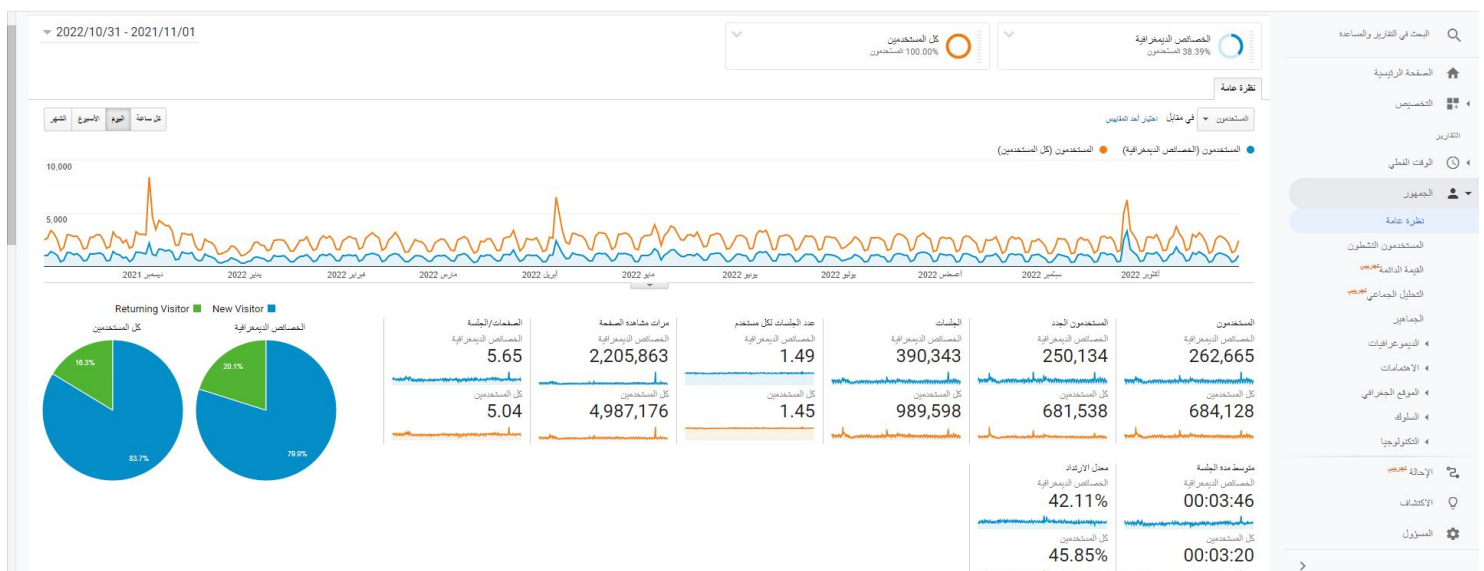 البحث في التقارير والمساعدة
الصفحة الرئيسية
التخصيص
التقارير
الوقت الفعلي
الجمهور
نظرة عامة
المستخدمون النشطون
القيمة الدائمة تجريبي
التحليل الجماعي تجريبي
الجماهير
الديموغرافيات
الاهتمامات
الموقع الجغرافي
السلوك
التكنولوجيا
الإحالة تجريبي
الاكتشاف
المسؤول
2022/10/31 - 2021/11/01
الخصائص الديمغرافية
38.39% المستخدمون
كل المستخدمين
100.00% المستخدمون
نظرة عامة
المستخدمون في مقابل اختيار أحد المقاييس
كل ساعة اليوم الأسبوع الشهر
المستخدمون (الخصائص الديمغرافية) المستخدمون (كل المستخدمين)
10,000
5,000
ديسمبر 2021 يناير 2022 فبراير 2022 مارس 2022 أبريل 2022 مايو 2022 يونيو 2022 يوليو 2022 أغسطس 2022 سبتمبر 2022 أكتوبر 2022
المستخدمون
الخصائص الديمغرافية
262,665
كل المستخدمين
684,128
المستخدمون الجدد
الخصائص الديمغرافية
250,134
كل المستخدمين
681,538
الجلسات
الخصائص الديمغرافية
390,343
كل المستخدمين
989,598
عدد الجلسات لكل مستخدم
الخصائص الديمغرافية
1.49
كل المستخدمين
1.45
مرات مشاهدة الصفحة
الخصائص الديمغرافية
2,205,863
كل المستخدمين
4,987,176
الصفحات/الجلسة
الخصائص الديمغرافية
5.65
كل المستخدمين
5.04
متوسط مدة الجلسة
الخصائص الديمغرافية
00:03:46
كل المستخدمين
00:03:20
معدل الارتداد
الخصائص الديمغرافية
42.11%
كل المستخدمين
45.85%
Returning Visitor New Visitor
الخصائص الديمغرافية
20.1%
79.9%
كل المستخدمين
16.3%
83.7%